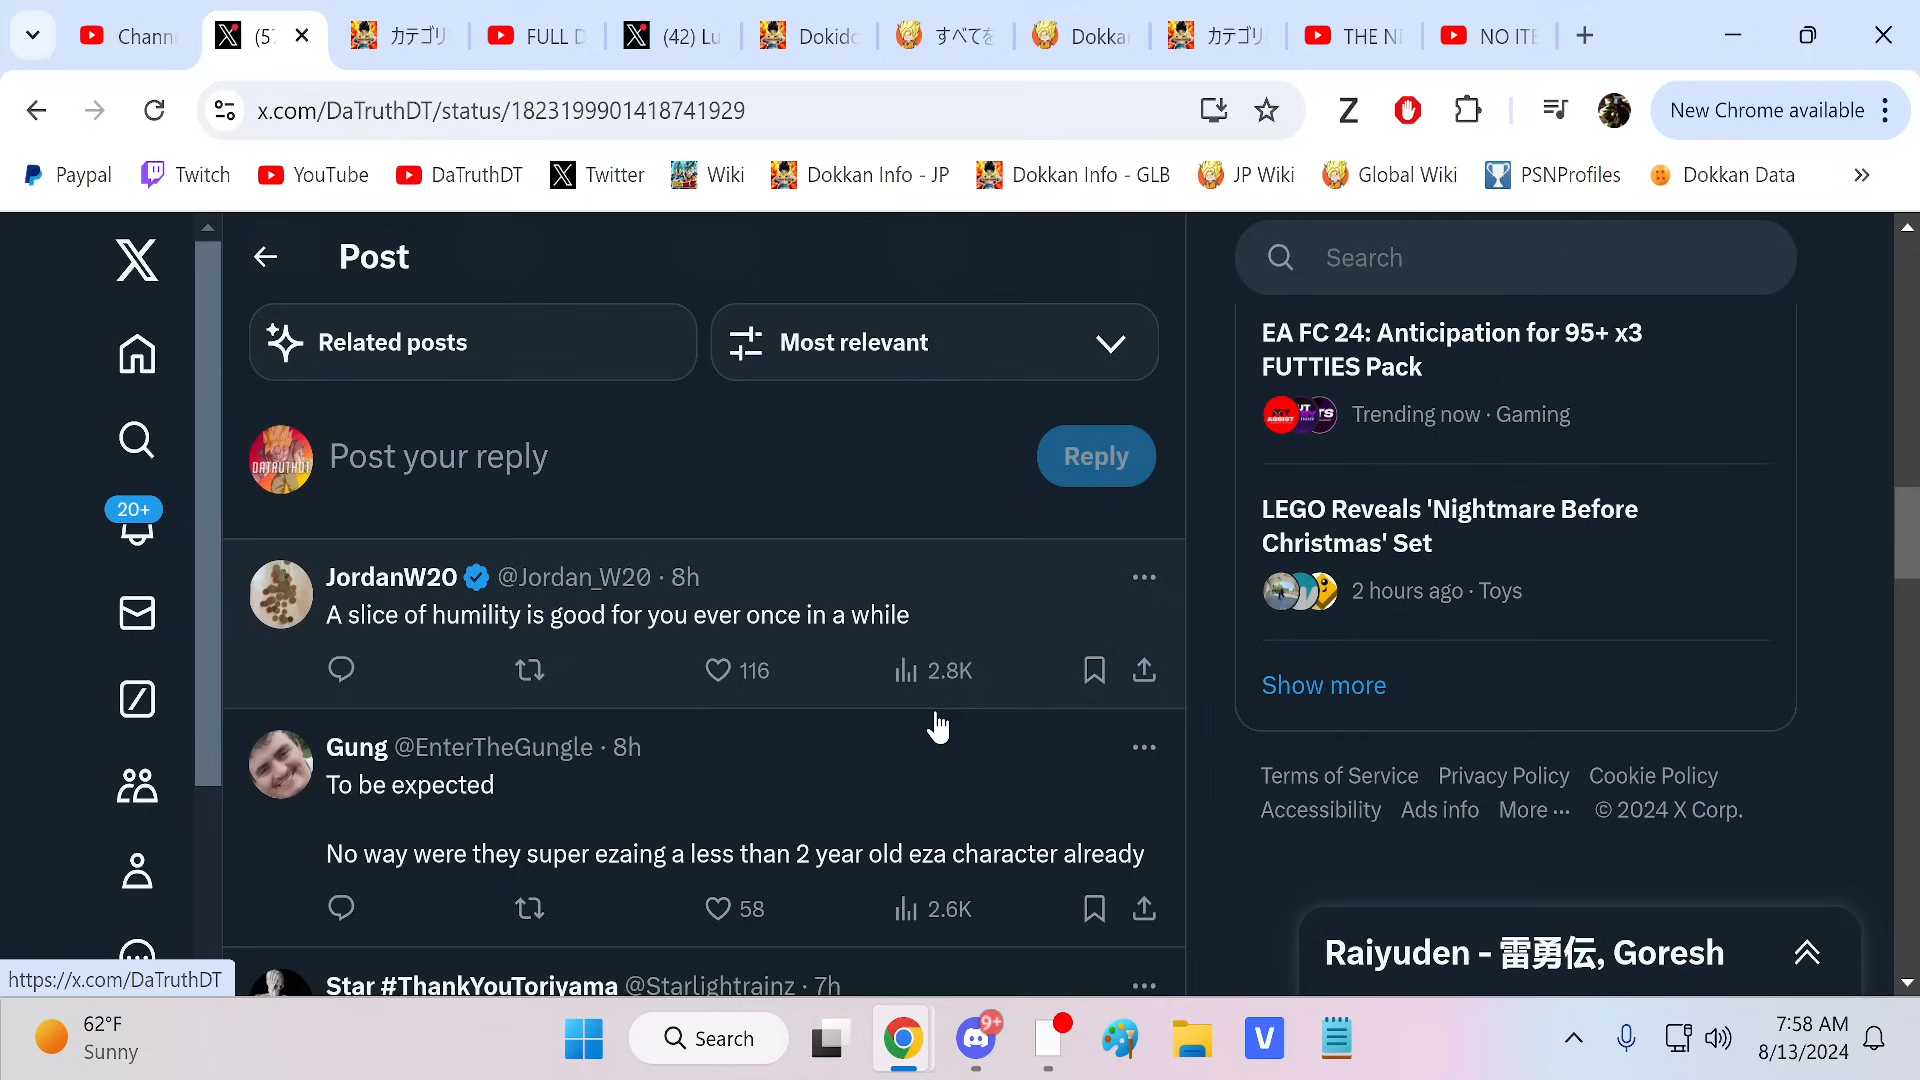 Chann
(57
カテゴリ
FULL D
(42) Lu
Dokido
すべてを
Dokka
カテゴリ
THE NE
NO ITE
x.com/DaTruthDT/status/1823199901418741929
Z
New Chrome available
Paypal
Twitch
YouTube
DaTruthDT
Twitter
Wiki
Dokkan Info - JP
Dokkan Info - GLB
JP Wiki
Global Wiki
PSNProfiles
Dokkan Data
Post
Search
Related posts
Most relevant
EA FC 24: Anticipation for 95+ x3
FUTTIES Pack
Trending now · Gaming
DATRUTHDT
Post your reply
Reply
20+
LEGO Reveals 'Nightmare Before
Christmas' Set
2 hours ago · Toys
Show more
JordanW20 @Jordan_W20 · 8h
A slice of humility is good for you ever once in a while
116
2.8K
Gung @EnterTheGungle · 8h
To be expected
No way were they super ezaing a less than 2 year old eza character already
58
2.6K
Star #ThankYouToriyama @Starlightrainz · 7h
Terms of Service Privacy Policy Cookie Policy
Accessibility Ads info More ··· © 2024 X Corp.
Raiyuden - 雷勇伝, Goresh
https://x.com/DaTruthDT
62°F
Sunny
Search
9+
V
7:58 AM
8/13/2024